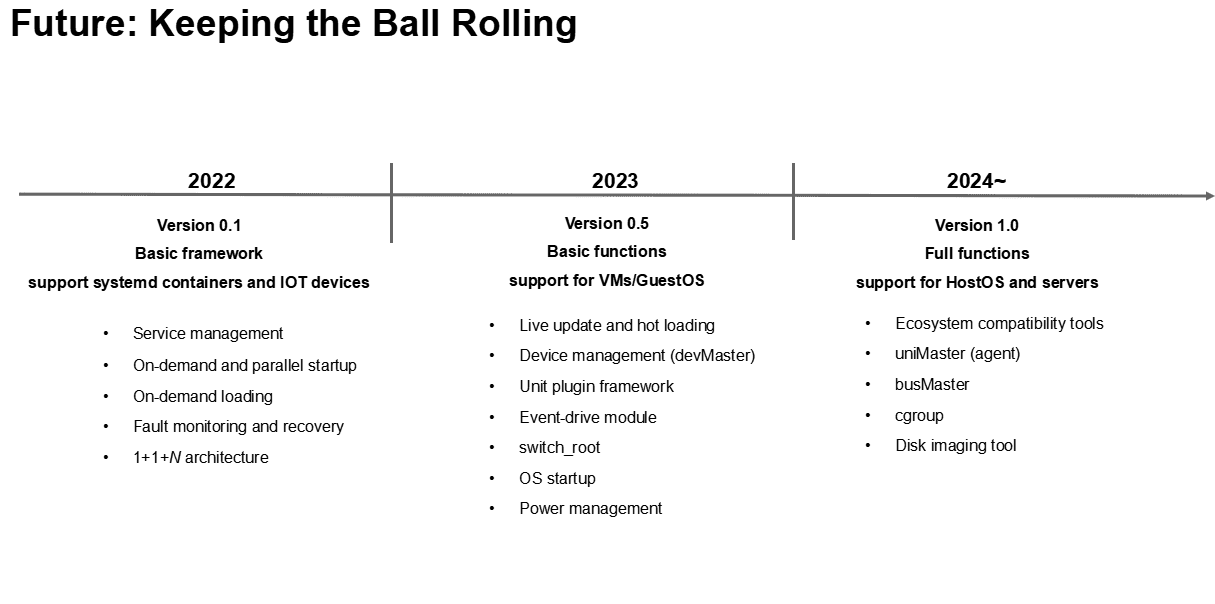 Future: Keeping the Ball Rolling
2022
Version 0.1
Basic framework
support systemd containers and IOT devices
• Service management
• On-demand and parallel startup
• On-demand loading
• Fault monitoring and recovery
• 1+1+N architecture
2023
Version 0.5
Basic functions
support for VMs/GuestOS
• Live update and hot loading
• Device management (devMaster)
• Unit plugin framework
• Event-drive module
• switch_root
• OS startup
• Power management
2024~
Version 1.0
Full functions
support for HostOS and servers
• Ecosystem compatibility tools
• uniMaster (agent)
• busMaster
• cgroup
• Disk imaging tool